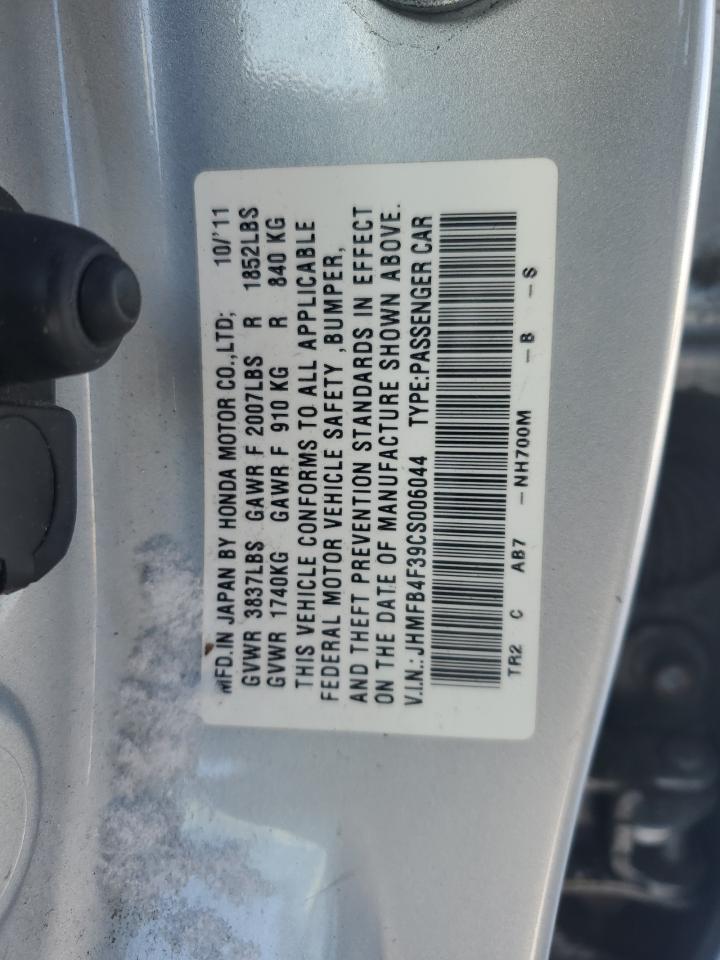 MFD.IN JAPAN BY HONDA MOTOR CO.,LTD; 10/'11
GVWR 3837LBS GAWR F 2007LBS R 1852LBS
GVWR 1740KG GAWR F 910 KG R 840 KG
THIS VEHICLE CONFORMS TO ALL APPLICABLE
FEDERAL MOTOR VEHICLE SAFETY ,BUMPER,
AND THEFT PREVENTION STANDARDS IN EFFECT
ON THE DATE OF MANUFACTURE SHOWN ABOVE.
V.I.N.:JHMFB4F39CS006044 TYPE:PASSENGER CAR
TR2 C AB7 -NH700M -B -S